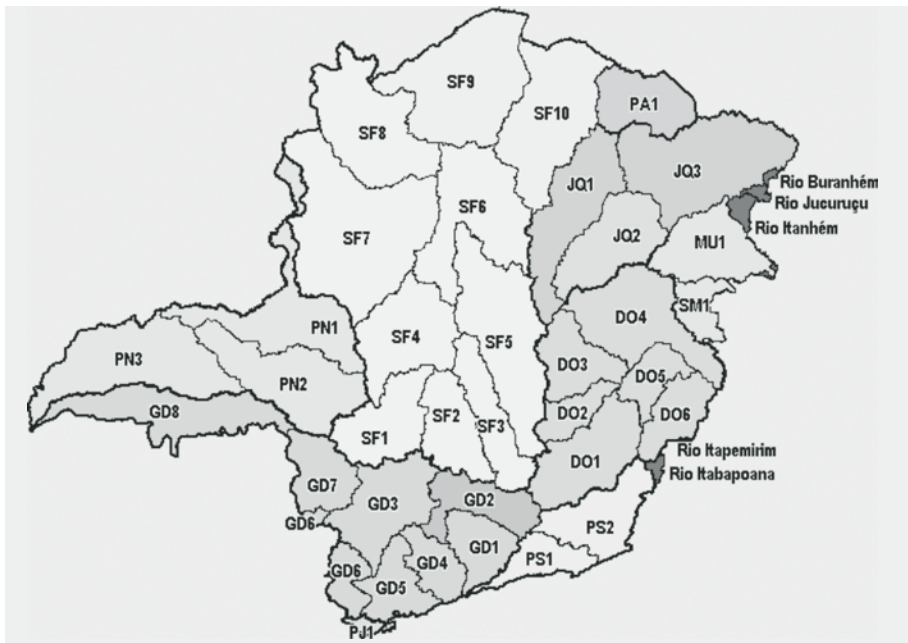 SF9
PA1
SF10
SF8
JQ3
JQ1
Rio Buranhém
Rio Jucuruçu
SF6
Rio Itanhém
JQ2
SF7
MU1
SM1
PN1
DO4
SF4
SF5
PN3
DO3
DO5
PN2
GD8
DO2
SF2
DO6
SF1
SF3
Rio Itapemirim
DO1
Rio Itabapoana
GD7
GD2
GD3
GD6
PS2
GD1
PS1
GD4
GD6
GD5
PJ1